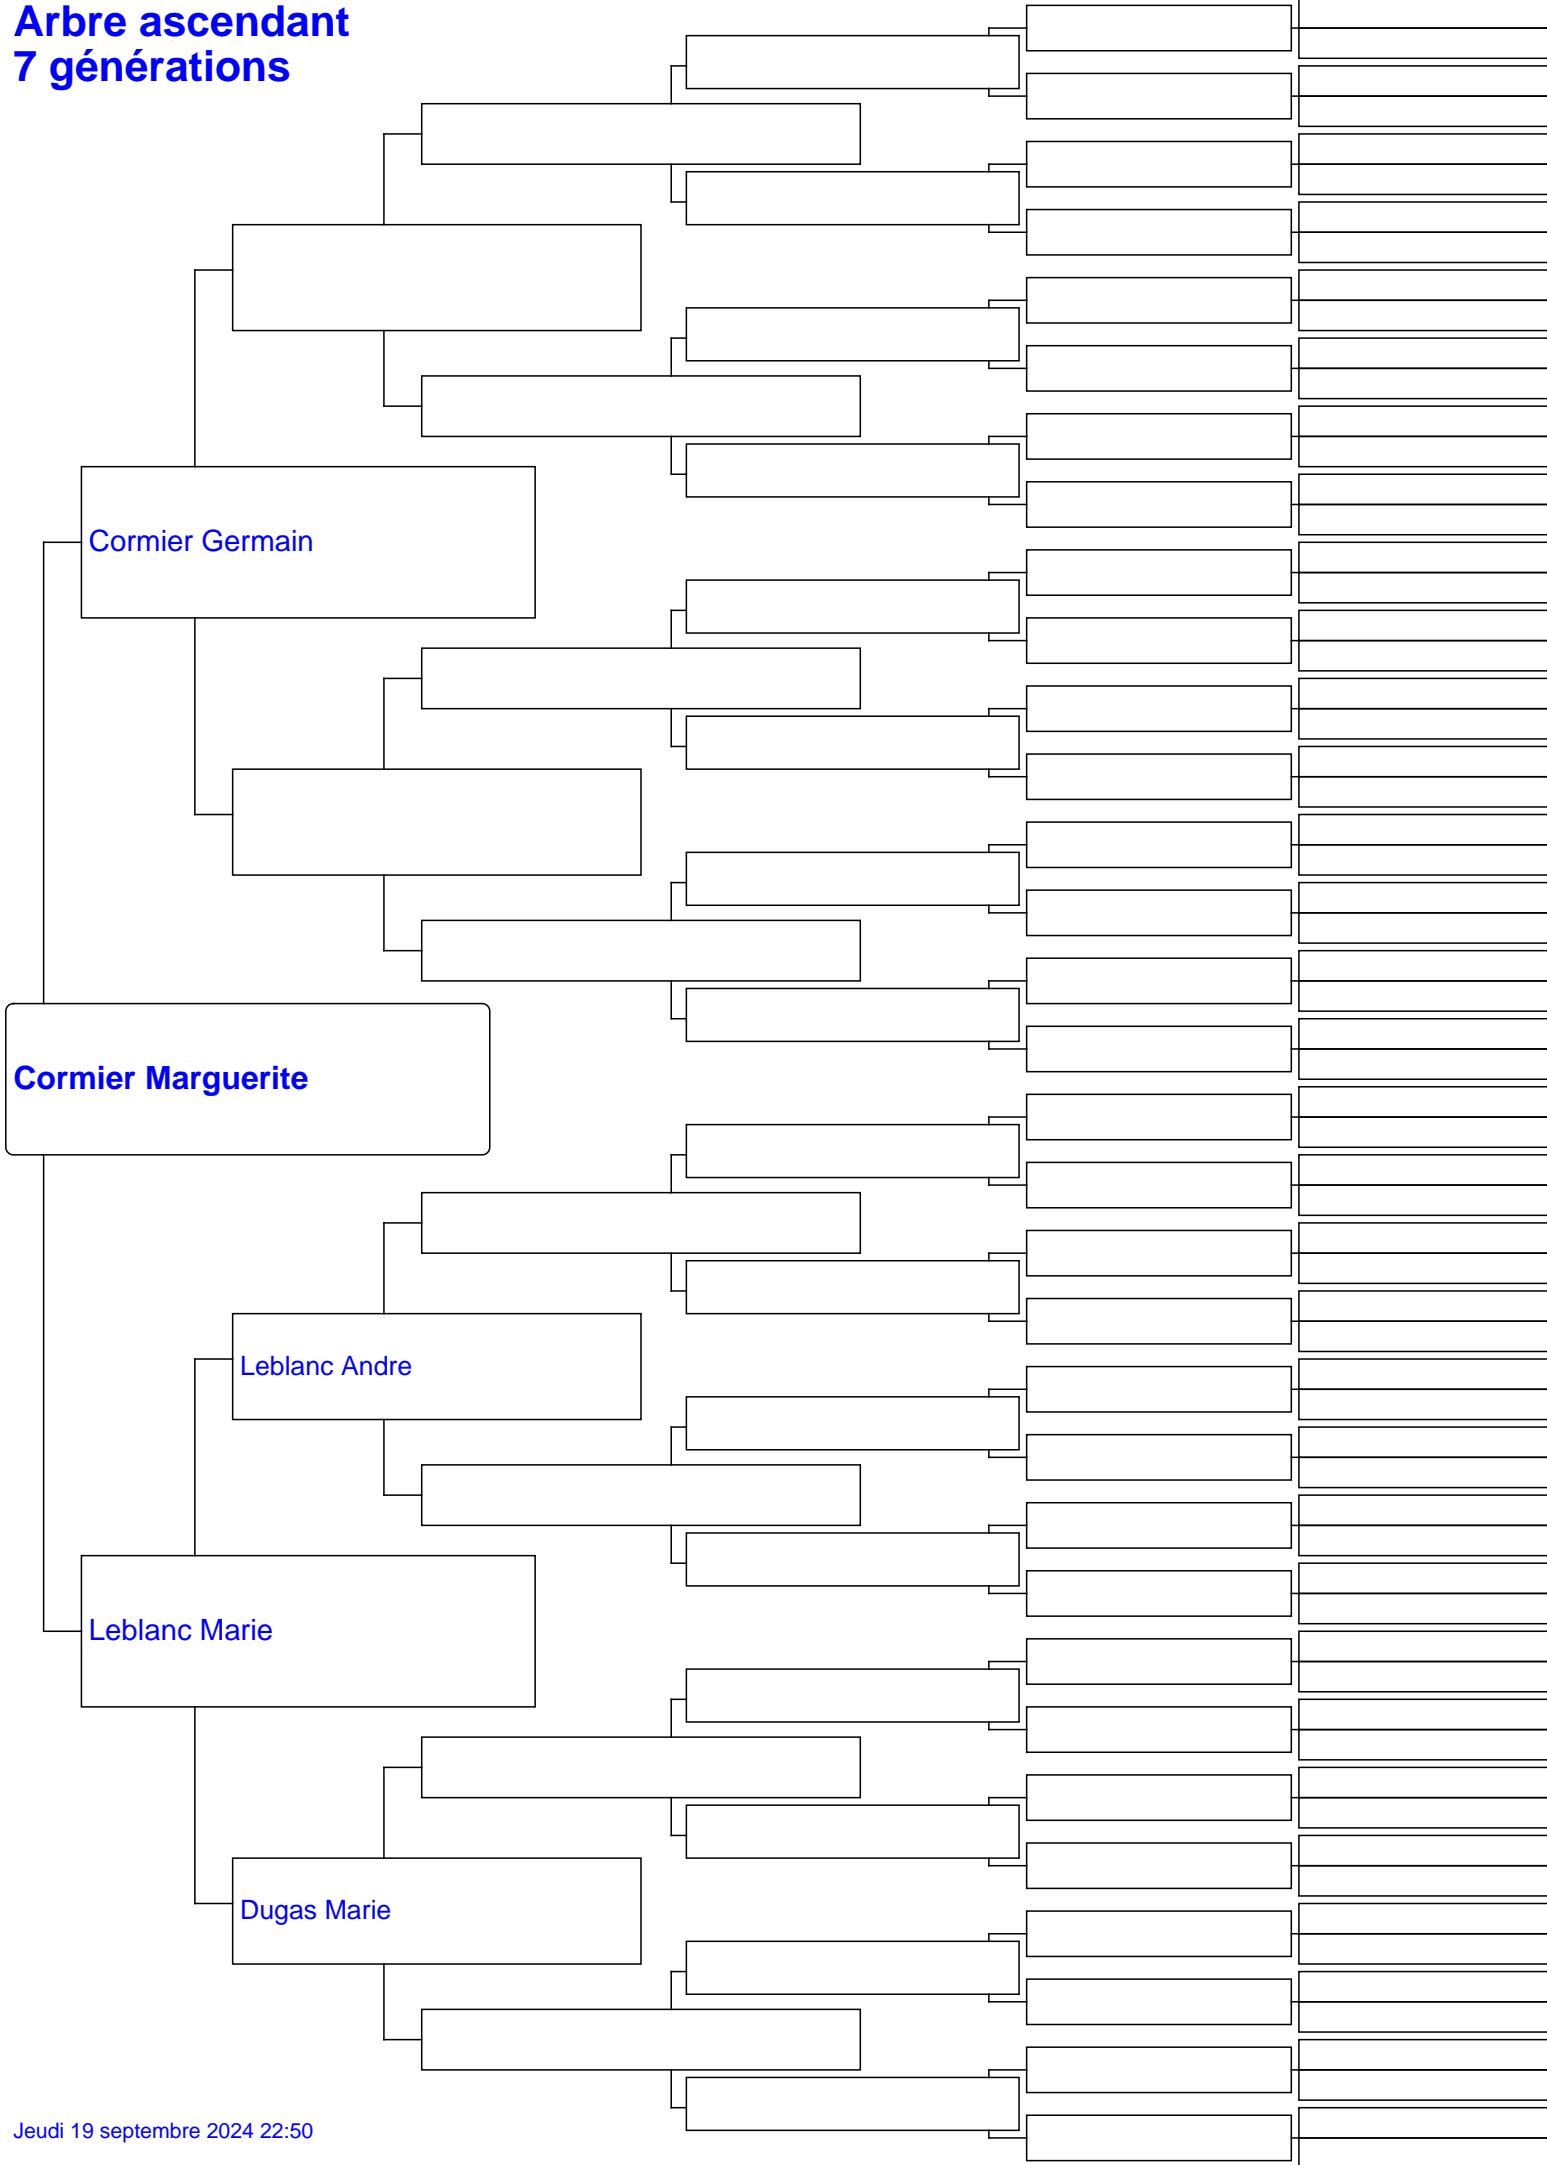 Arbre ascendant
7 générations
Cormier Germain
Cormier Marguerite
Leblanc Andre
Leblanc Marie
Dugas Marie
Jeudi 19 septembre 2024 22:50